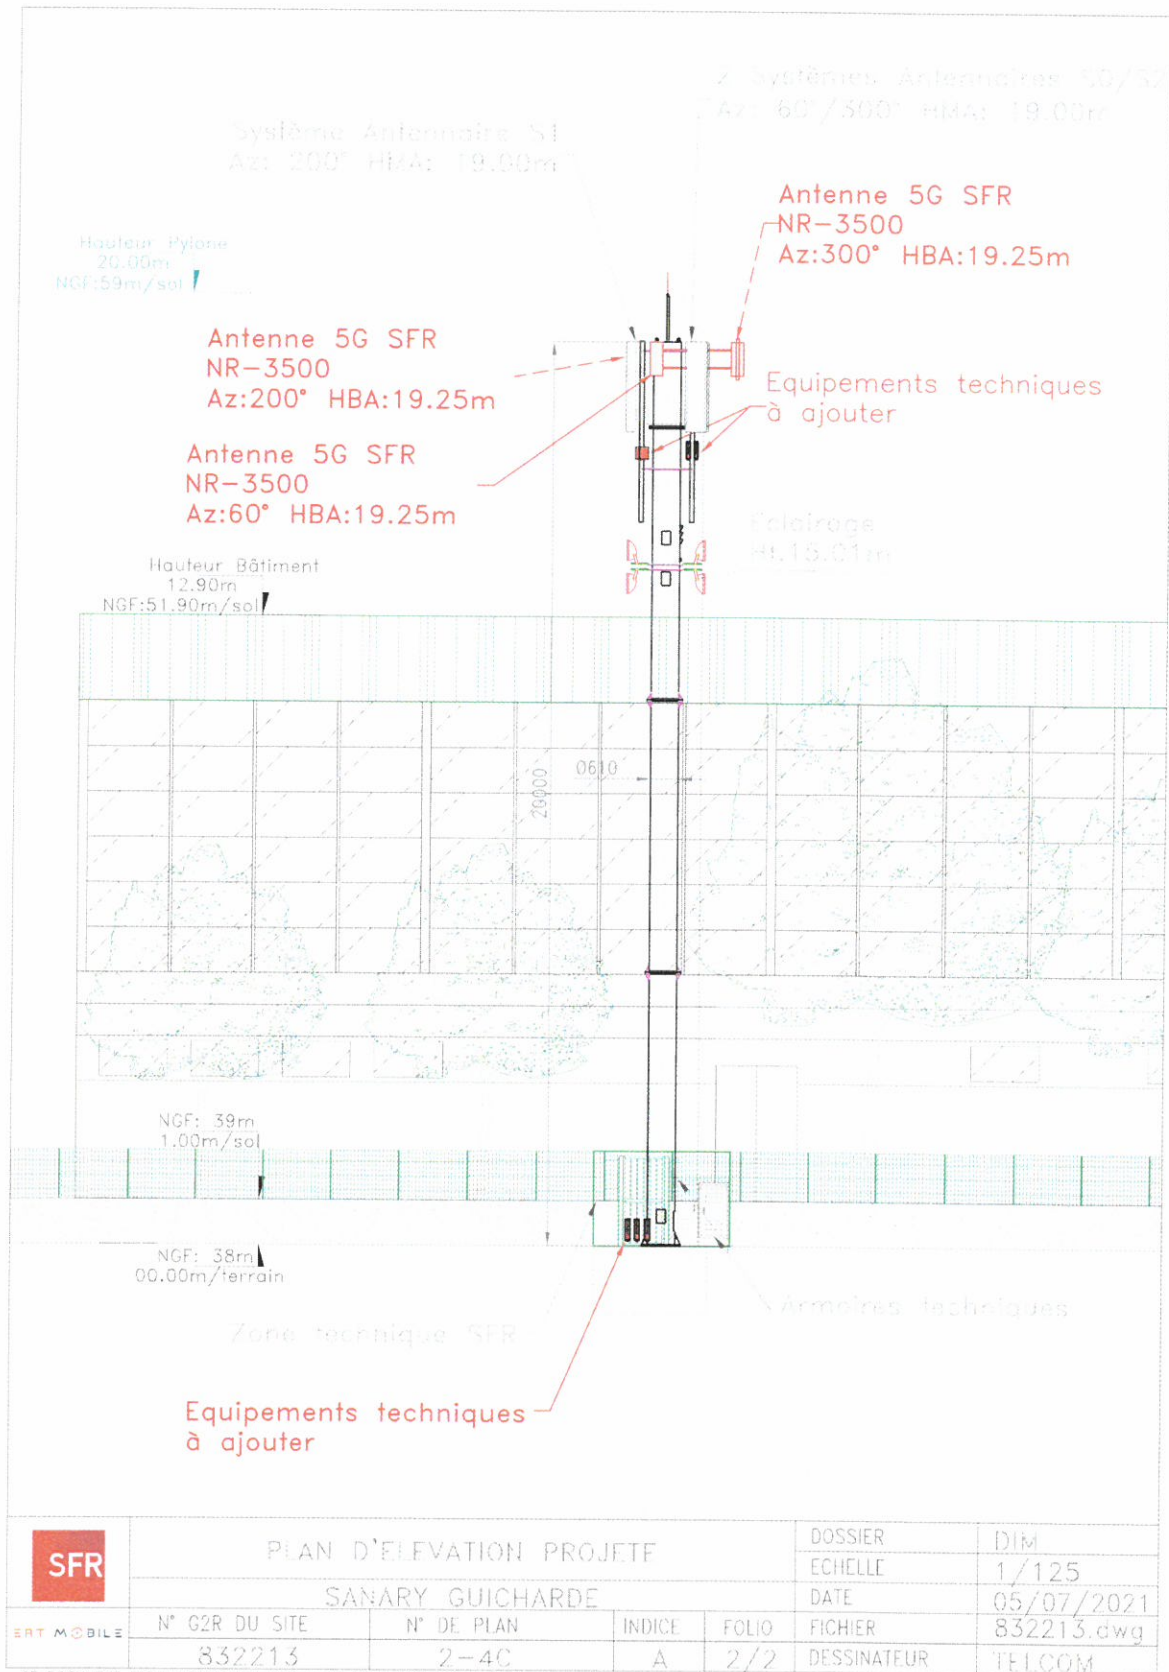 2 Systèmes Antennaires S0/S2
Az: 60°/300° HMA: 19.00m
Système Antennaire S1
Az: 200° HMA: 19.00m
Antenne 5G SFR
NR-3500
Az:300° HBA:19.25m
Hauteur Pylone
20.00m
NGF:59m/sol
Antenne 5G SFR
NR-3500
Az:200° HBA:19.25m
Equipements techniques
à ajouter
Antenne 5G SFR
NR-3500
Az:60° HBA:19.25m
Eclairage
Ht.15.01m
Hauteur Bâtiment
12.90m
NGF:51.90m/sol
0610
20000
NGF: 39m
1.00m/sol
NGF: 38m
00.00m/terrain
Armoires techniques
Zone technique SFR
Equipements techniques
à ajouter
SFR
ERT MOBILE
PLAN D'ELEVATION PROJETE
SANARY GUICHARDE
N° G2R DU SITE
N° DE PLAN
INDICE
FOLIO
832213
2-4C
A
2/2
DOSSIER
DIM
ECHELLE
1/125
DATE
05/07/2021
FICHIER
832213.dwg
DESSINATEUR
TELCOM